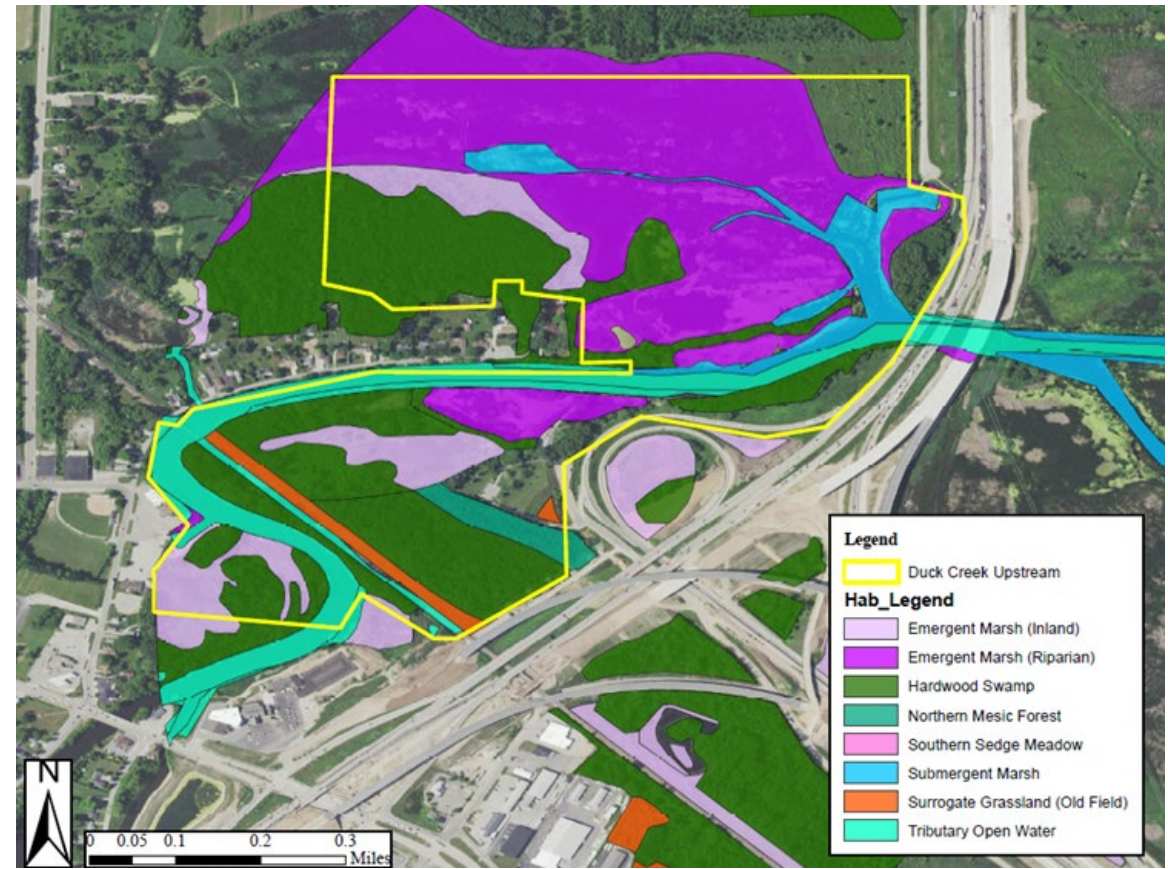 Legend
Duck Creek Upstream
Hab_Legend
Emergent Marsh (Inland)
Emergent Marsh (Riparian)
Hardwood Swamp
Northern Mesic Forest
Southern Sedge Meadow
Submergent Marsh
Surrogate Grassland (Old Field)
Tributary Open Water
N
0 0.05 0.1 0.2 0.3
Miles